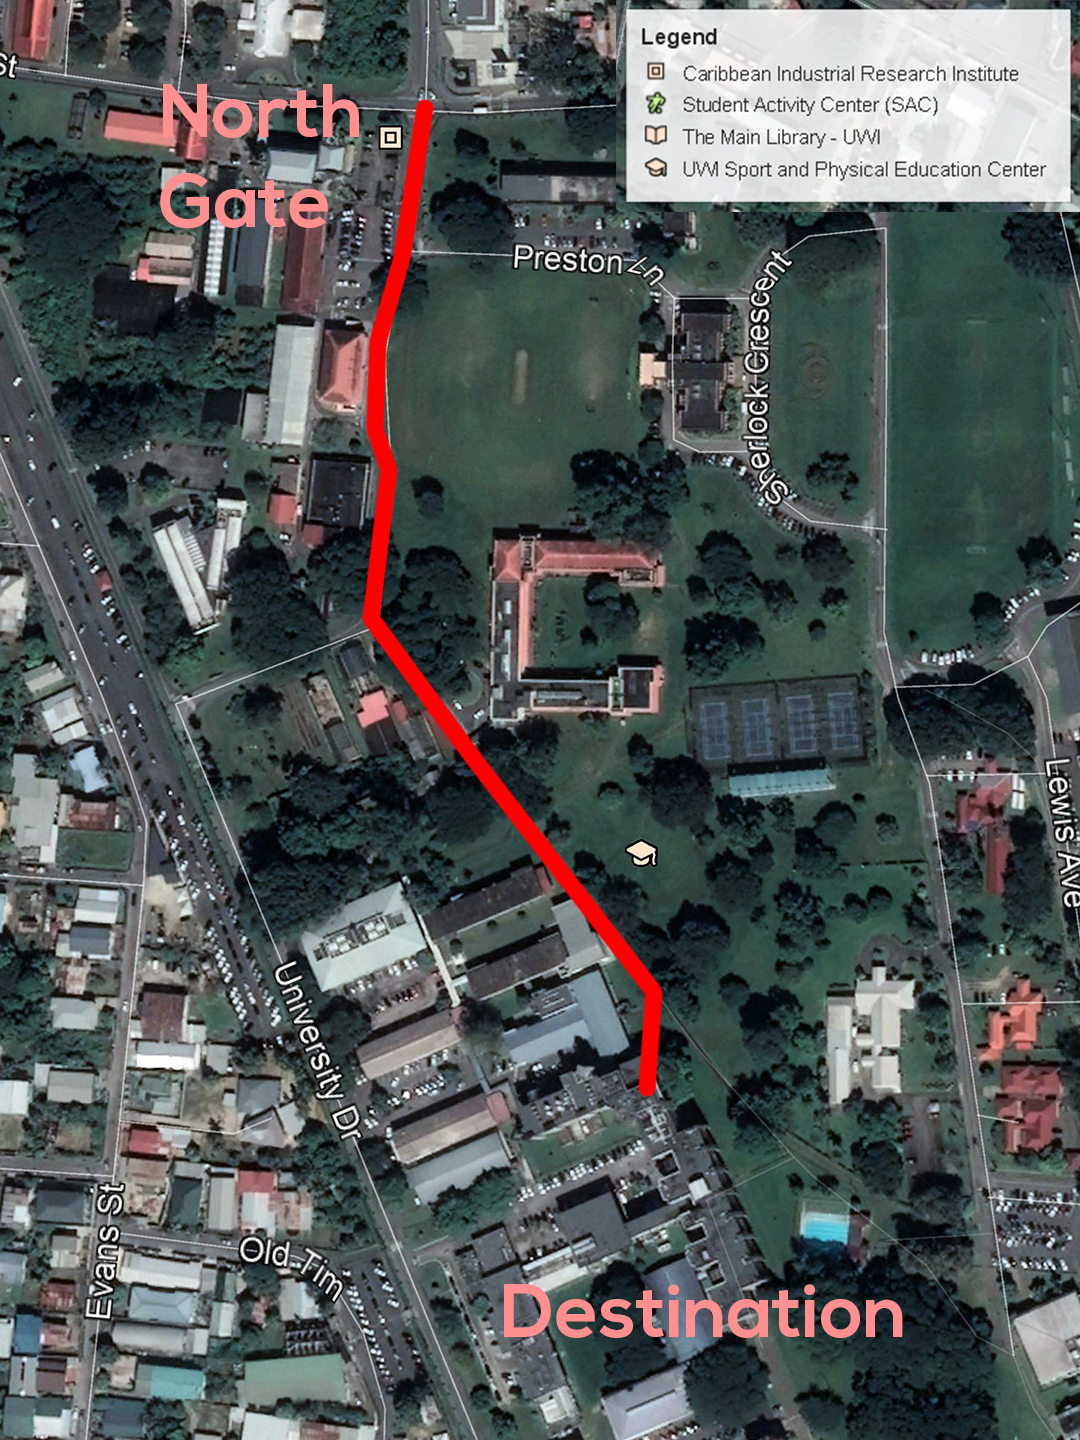 St
North
Gate
Legend
Caribbean Industrial Research Institute
Student Activity Center (SAC)
The Main Library - UWI
UWI Sport and Physical Education Center
Preston Ln
Sherlock Crescent
Lewis Ave
University Dr
Evans St
Old Tim
Destination